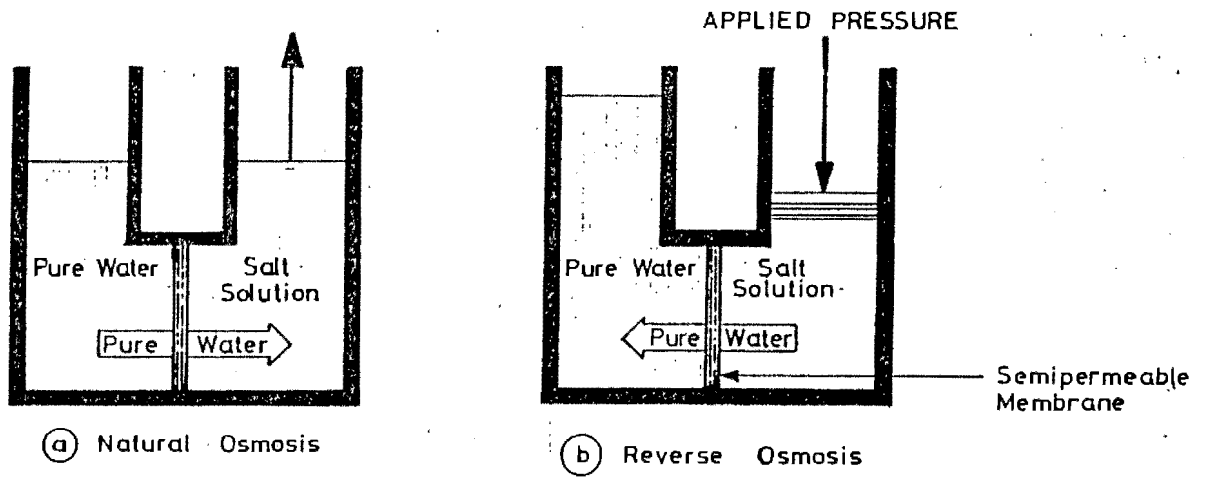 APPLIED PRESSURE
Pure Water
Salt
Solution
Pure Water
a Natural Osmosis
Pure Water
Salt
Solution
Pure Water
Semipermeable
Membrane
b Reverse Osmosis